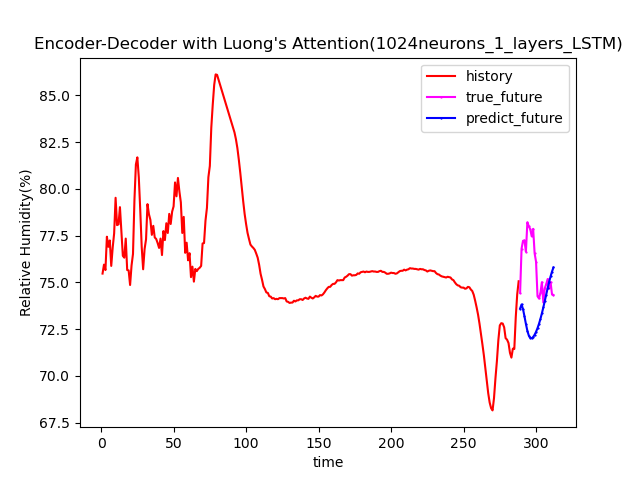 Encoder-Decoder with Luong's Attention(1024neurons_1_layers_LSTM)
history
true_future
predict_future
Relative Humidity(%)
85.0
82.5
80.0
77.5
75.0
72.5
70.0
67.5
0 50 100 150 200 250 300
time